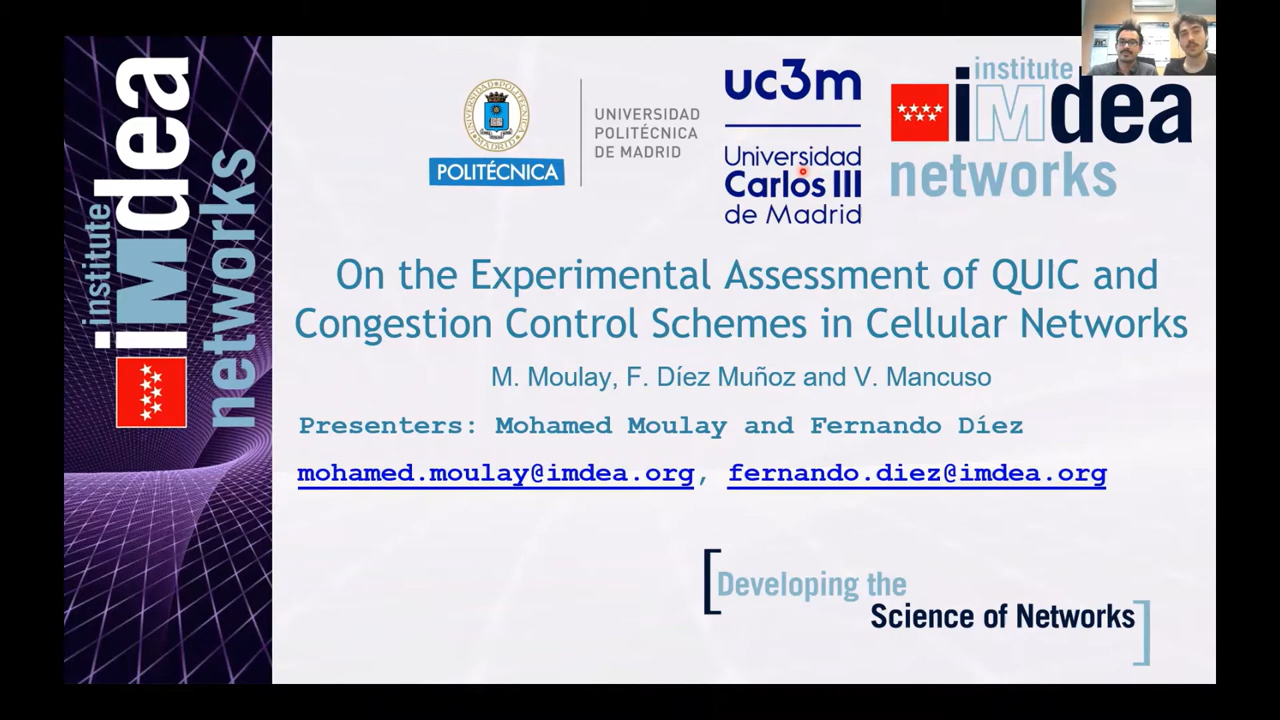 institute
imdea
networks
POLITÉCNICA
UNIVERSIDAD
POLITÉCNICA
DE MADRID
uc3m
Universidad
Carlos III
de Madrid
institute
imdea
networks
On the Experimental Assessment of QUIC and
Congestion Control Schemes in Cellular Networks
M. Moulay, F. Díez Muñoz and V. Mancuso
Presenters: Mohamed Moulay and Fernando Díez
mohamed.moulay@imdea.org, fernando.diez@imdea.org
Developing the
Science of Networks